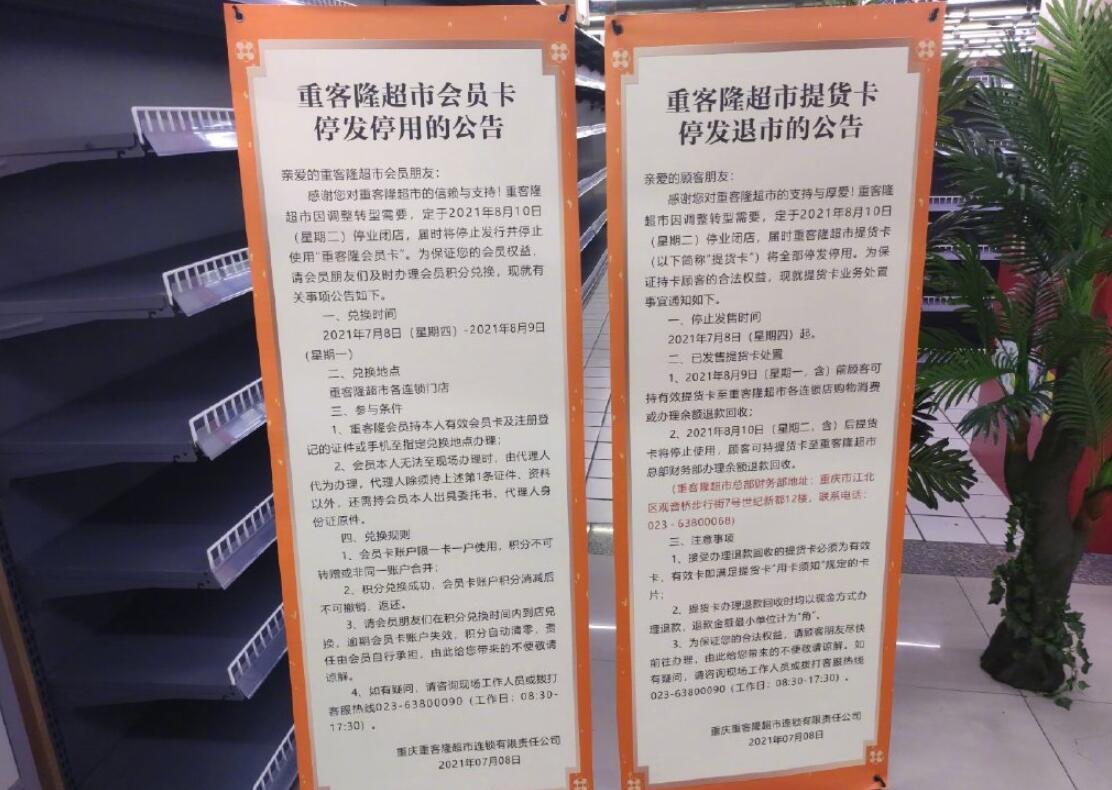 重客隆超市会员卡
停发停用的公告
亲爱的重客隆超市会员朋友：
感谢您对重客隆超市的信赖与支持！重客隆
超市因调整转型需要，定于2021年8月10日
（星期二）停业闭店，届时将停止发行并停止
使用“重客隆会员卡”。为保证您的会员权益，
请会员朋友们及时办理会员积分兑换，现就有
关事项公告如下。
一、兑换时间
2021年7月8日（星期四）-2021年8月9日
（星期一）
二、兑换地点
重客隆超市各连锁门店
三、参与条件
1、重客隆会员持本人有效会员卡及注册登
记的证件或手机至指定兑换地点办理；
2、会员本人无法至现场办理时，由代理人
代为办理，代理人除须持上述第1条证件、资料
以外，还需持会员本人出具委托书、代理人身
份证原件。
四、兑换规则
1、会员卡账户限一卡一户使用，积分不可
转赠或非同一账户合并；
2、积分兑换成功，会员卡账户积分消减后
不可撤销、返还。
3、请会员朋友们在积分兑换时间内到店兑
换，逾期会员卡账户失效，积分自动清零，责
任由会员自行承担，由此给您带来的不便敬请
谅解。
4、如有疑问，请咨询现场工作人员或拨打
客服热线023-63800090（工作日：08:30-
17:30）。
重庆重客隆超市连锁有限责任公司
2021年07月08日
重客隆超市提货卡
停发退市的公告
亲爱的顾客朋友：
感谢您对重客隆超市的支持与厚爱！重客隆
超市因调整转型需要，定于2021年8月10日
（星期二）停业闭店，届时重客隆超市提货卡
（以下简称“提货卡”）将全部停发停用。为保
证持卡顾客的合法权益，现就提货卡业务处置
事宜通知如下。
一、停止发售时间
2021年7月8日（星期四）起。
二、已发售提货卡处置
1、2021年8月9日（星期一，含）前顾客可
持有效提货卡至重客隆超市各连锁店购物消费
或办理余额退款回收；
2、2021年8月10日（星期二，含）后提货
卡将停止使用，顾客可持提货卡至重客隆超市
总部财务部办理余额退款回收。
（重客隆超市总部财务部地址：重庆市江北
区观音桥步行街7号世纪新都12楼，联系电话：
023－63800068）
三、注意事项
1、接受办理退款回收的提货卡必须为有效
卡，有效卡即满足提货卡“用卡须知”规定的卡
片；
2、提货卡办理退款回收时均以现金方式办
理退款，退款金额最小单位计为“角”。
3、为保证您的合法权益，请顾客朋友尽快
前往办理，由此给您带来的不便敬请谅解。如
有疑问，请咨询现场工作人员或拨打客服热线
023-63800090（工作日：08:30-17:30）。
重庆重客隆超市连锁有限责任公司
2021年07月08日